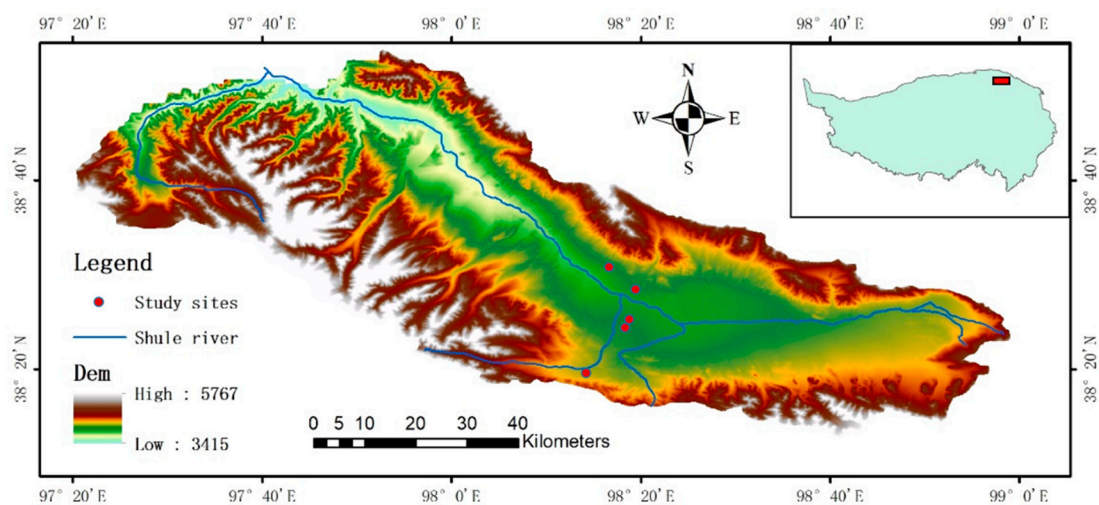 97° 20'E 97° 40'E 98° 0'E 98° 20'E 98° 40'E 99° 0'E
N
W E
S
38° 40'N 38° 40'N
Legend
Study sites
Shule river
Dem
High : 5767
Low : 3415
38° 20'N 38° 20'N
0 5 10 20 30 40
Kilometers
97° 20'E 97° 40'E 98° 0'E 98° 20'E 98° 40'E 99° 0'E